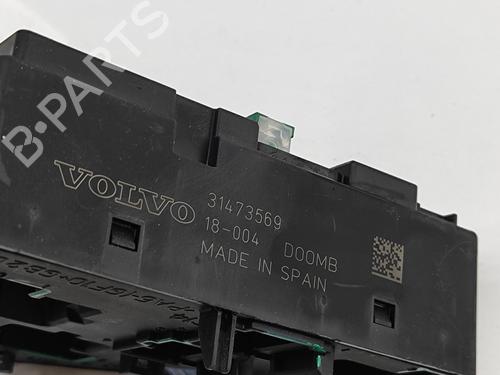 B-PARTS
VOLVO
31473569
18-004 D00MB
MADE IN SPAIN